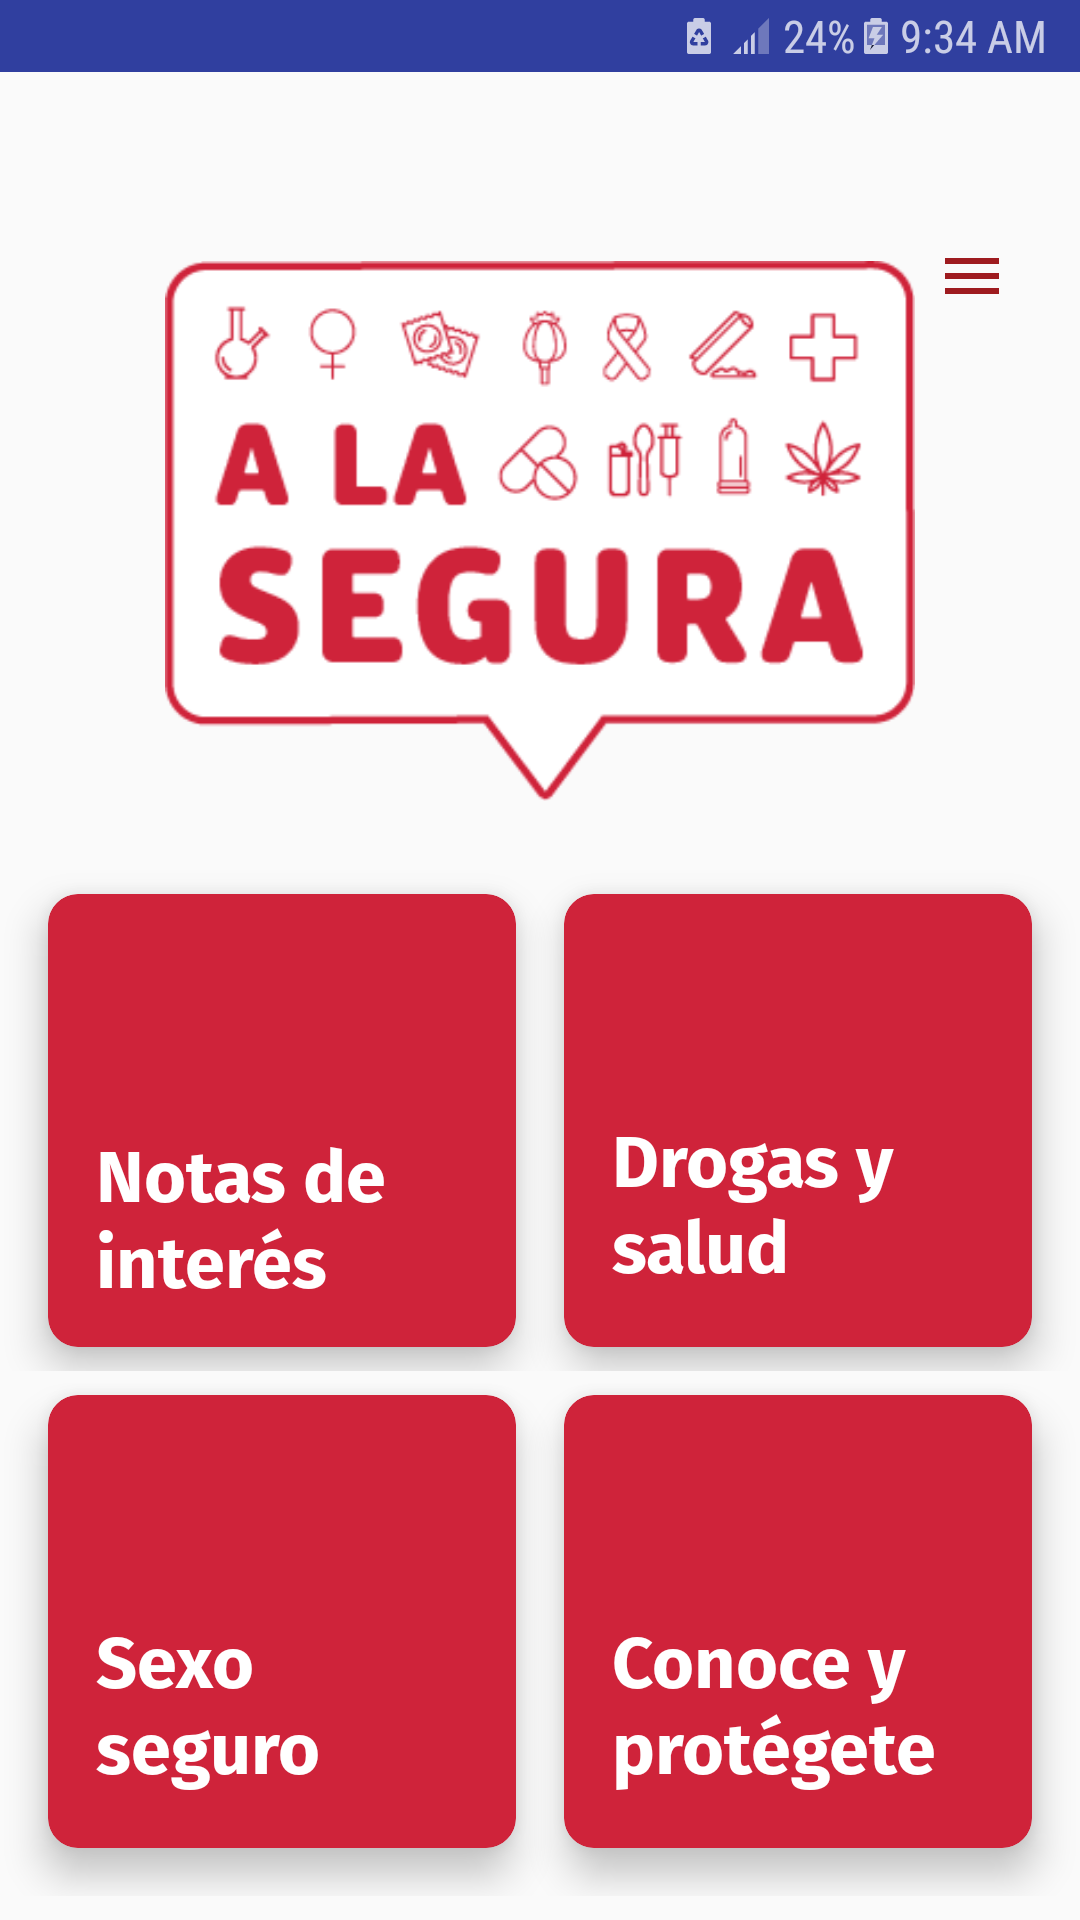 24% 9:34 AM
A LA
SEGURA
Notas de
interés
Drogas y
salud
Sexo
seguro
Conoce y
protégete